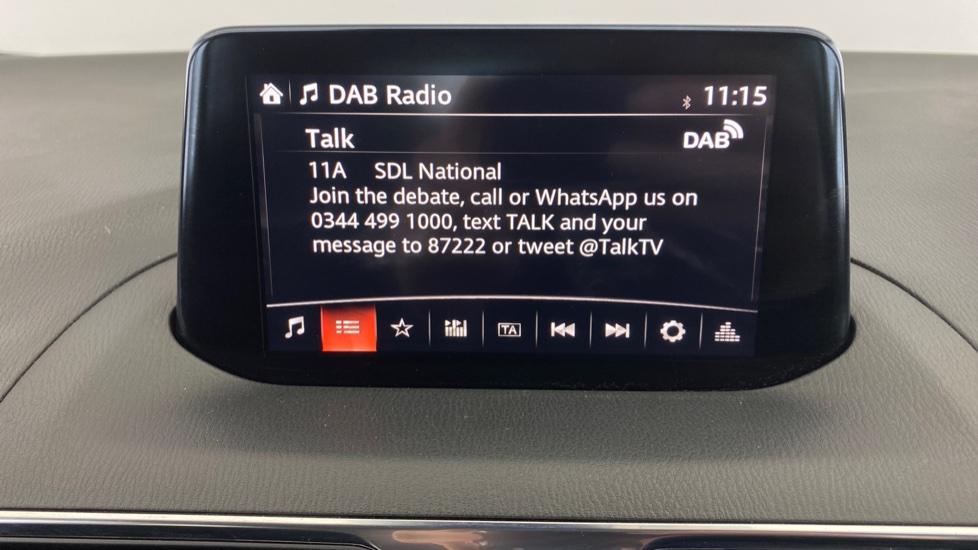 DAB Radio 11:15
Talk DAB
11A SDL National
Join the debate, call or WhatsApp us on
0344 499 1000, text TALK and your
message to 87222 or tweet @TalkTV
TA